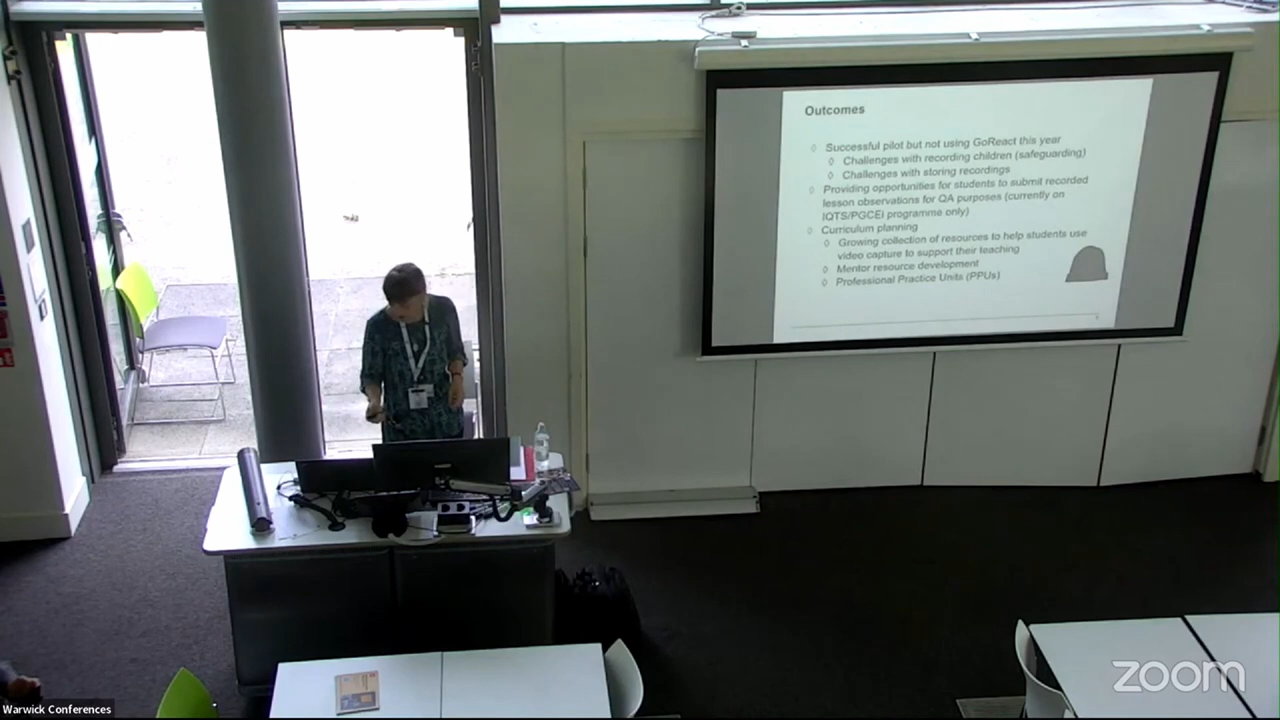 Outcomes
◊ Successful pilot but not using GoReact this year
◊ Challenges with recording children (safeguarding)
◊ Challenges with storing recordings
◊ Providing opportunities for students to submit recorded
lesson observations for QA purposes (currently on
IQTS/PGCEi programme only)
◊ Curriculum planning
◊ Growing collection of resources to help students use
video capture to support their teaching
◊ Mentor resource development
◊ Professional Practice Units (PPUs)
zoom
Warwick Conferences